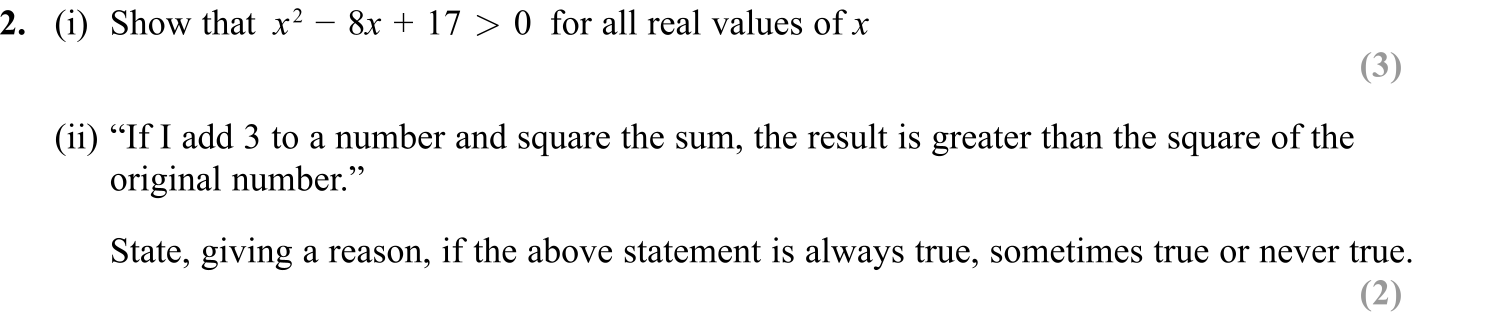 2. (i) Show that x² − 8x + 17 > 0 for all real values of x
(3)
(ii) “If I add 3 to a number and square the sum, the result is greater than the square of the
original number.”
State, giving a reason, if the above statement is always true, sometimes true or never true.
(2)